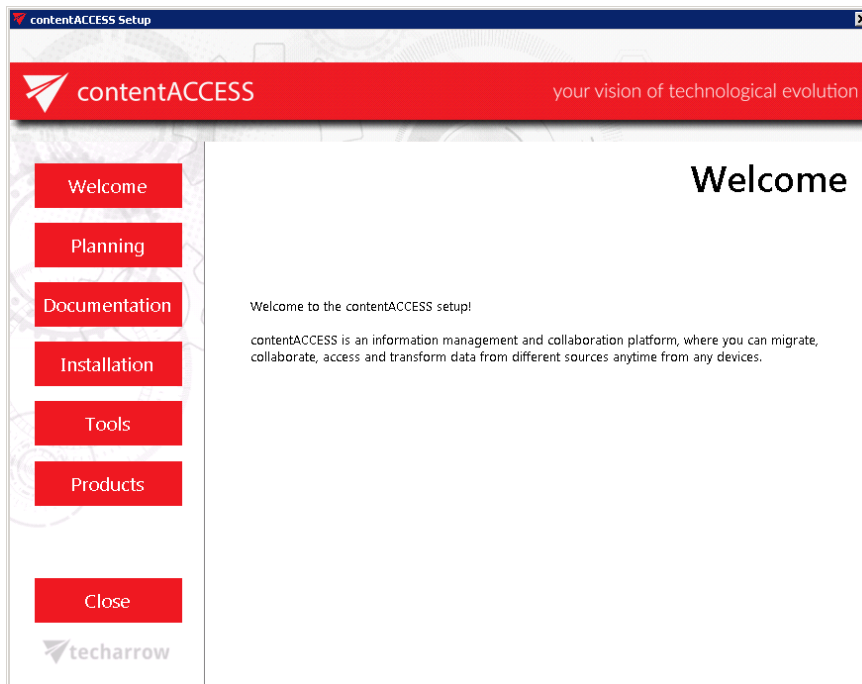 contentACCESS Setup
contentACCESS
your vision of technological evolution
Welcome
Planning
Documentation
Installation
Tools
Products
Close
techarrow
Welcome
Welcome to the contentACCESS setup!
contentACCESS is an information management and collaboration platform, where you can migrate,
collaborate, access and transform data from different sources anytime from any devices.